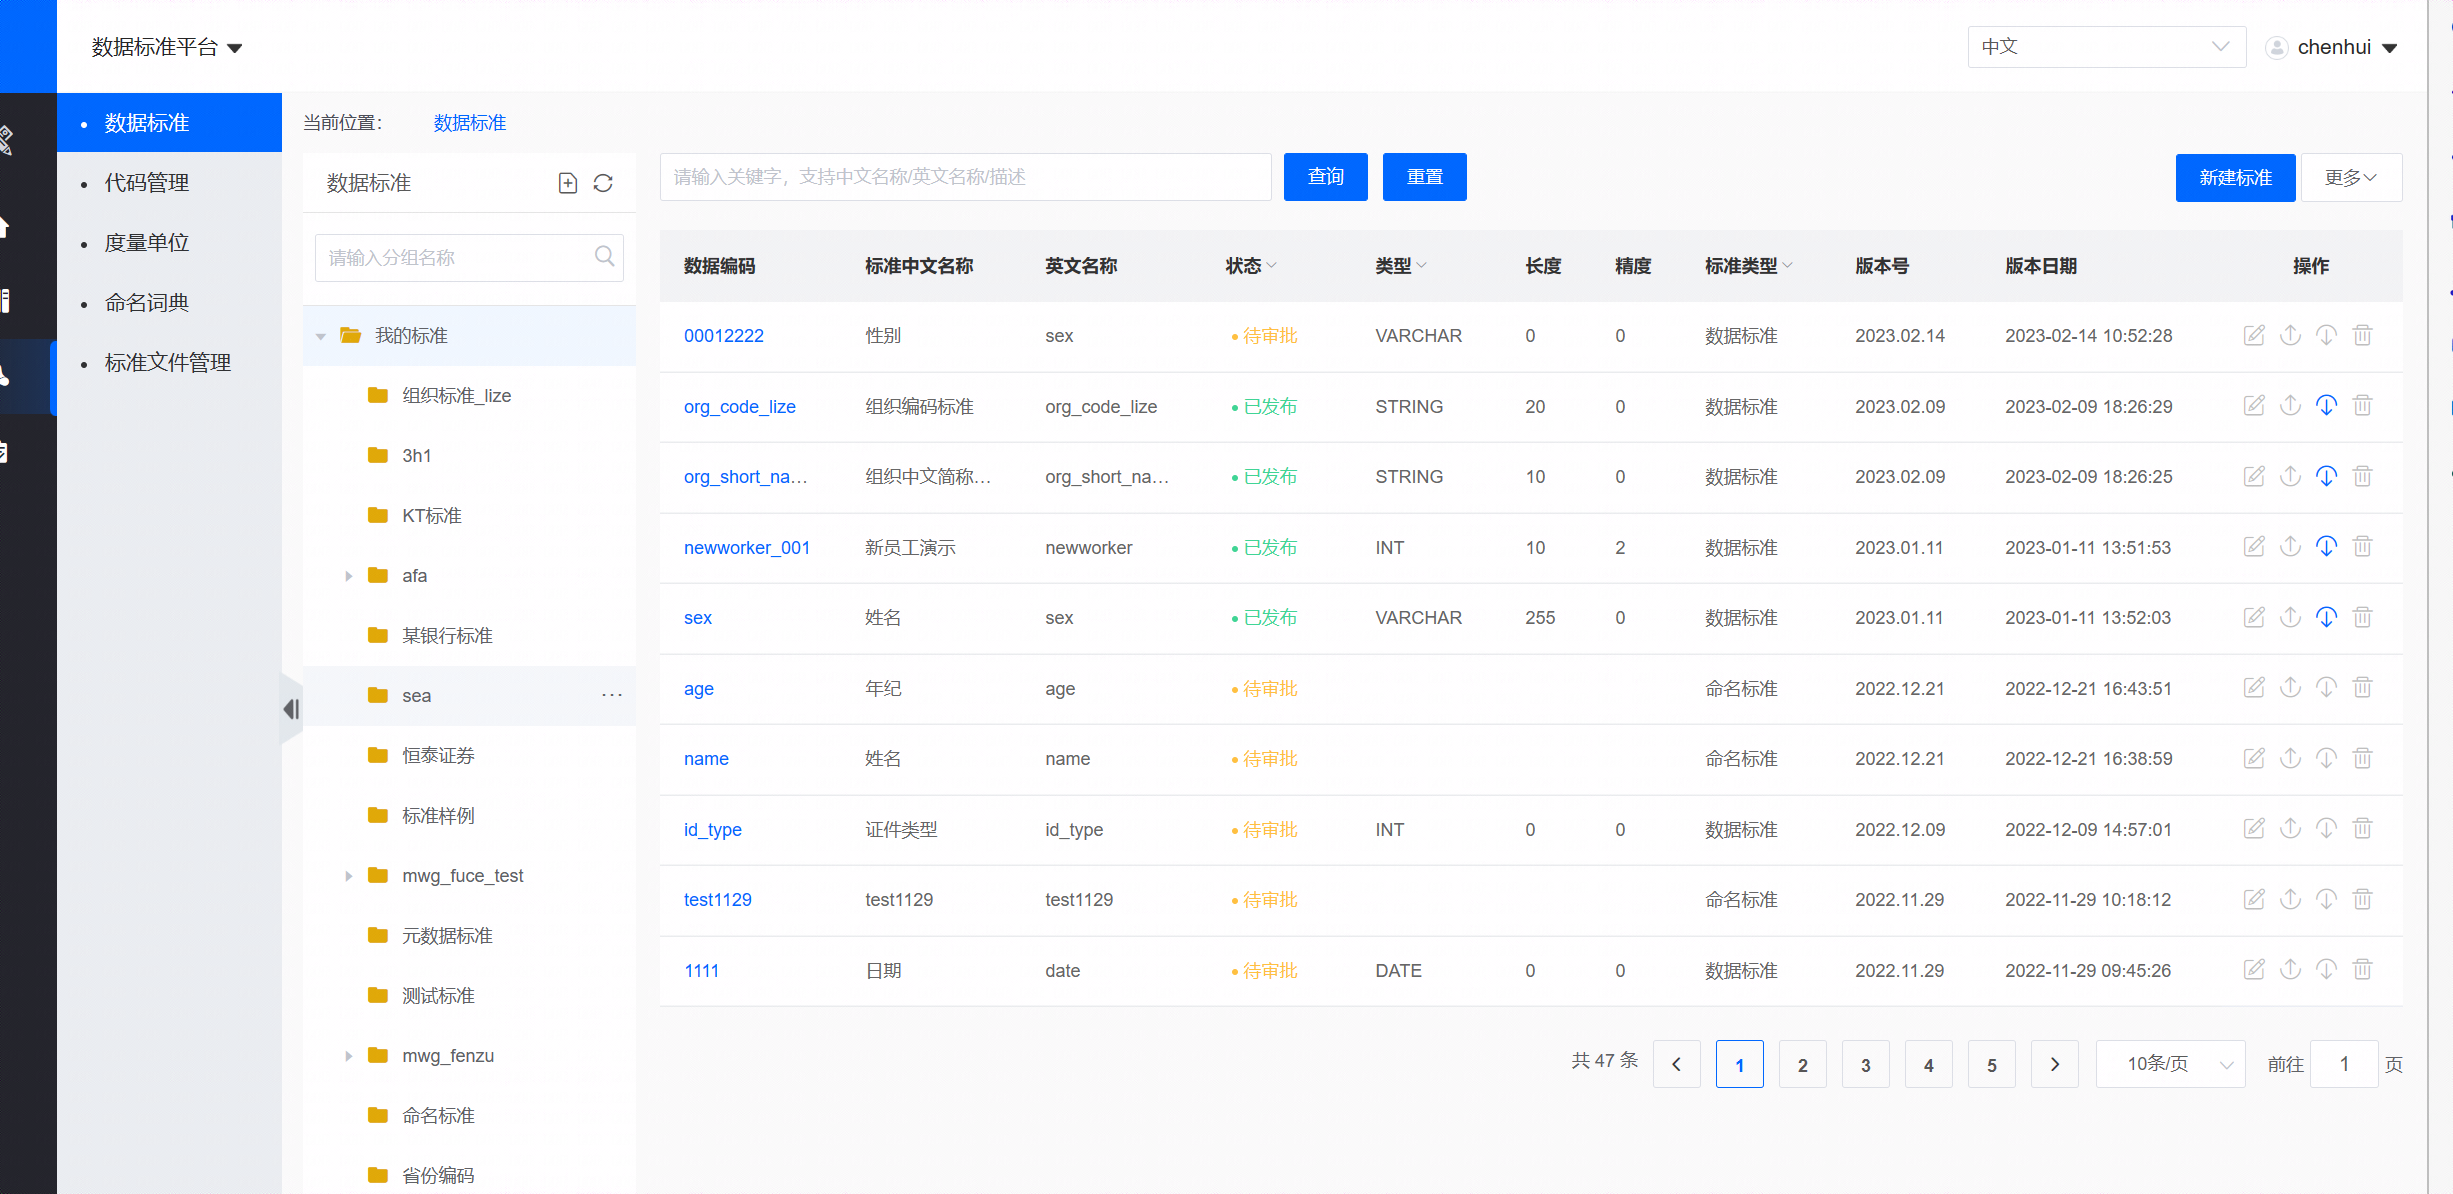 数据标准平台
中文
chenhui
数据标准
代码管理
度量单位
命名词典
标准文件管理
当前位置： 数据标准
数据标准
请输入分组名称
我的标准
组织标准_lize
3h1
KT标准
afa
某银行标准
sea ...
恒泰证券
标准样例
mwg_fuce_test
元数据标准
测试标准
mwg_fenzu
命名标准
省份编码
请输入关键字，支持中文名称/英文名称/描述 查询 重置 新建标准 更多
数据编码 标准中文名称 英文名称 状态 类型 长度 精度 标准类型 版本号 版本日期 操作
00012222 性别 sex 待审批 VARCHAR 0 0 数据标准 2023.02.14 2023-02-14 10:52:28
org_code_lize 组织编码标准 org_code_lize 已发布 STRING 20 0 数据标准 2023.02.09 2023-02-09 18:26:29
org_short_na... 组织中文简称... org_short_na... 已发布 STRING 10 0 数据标准 2023.02.09 2023-02-09 18:26:25
newworker_001 新员工演示 newworker 已发布 INT 10 2 数据标准 2023.01.11 2023-01-11 13:51:53
sex 姓名 sex 已发布 VARCHAR 255 0 数据标准 2023.01.11 2023-01-11 13:52:03
age 年纪 age 待审批 命名标准 2022.12.21 2022-12-21 16:43:51
name 姓名 name 待审批 命名标准 2022.12.21 2022-12-21 16:38:59
id_type 证件类型 id_type 待审批 INT 0 0 数据标准 2022.12.09 2022-12-09 14:57:01
test1129 test1129 test1129 待审批 命名标准 2022.11.29 2022-11-29 10:18:12
1111 日期 date 待审批 DATE 0 0 数据标准 2022.11.29 2022-11-29 09:45:26
共 47 条 1 2 3 4 5 10条/页 前往 1 页